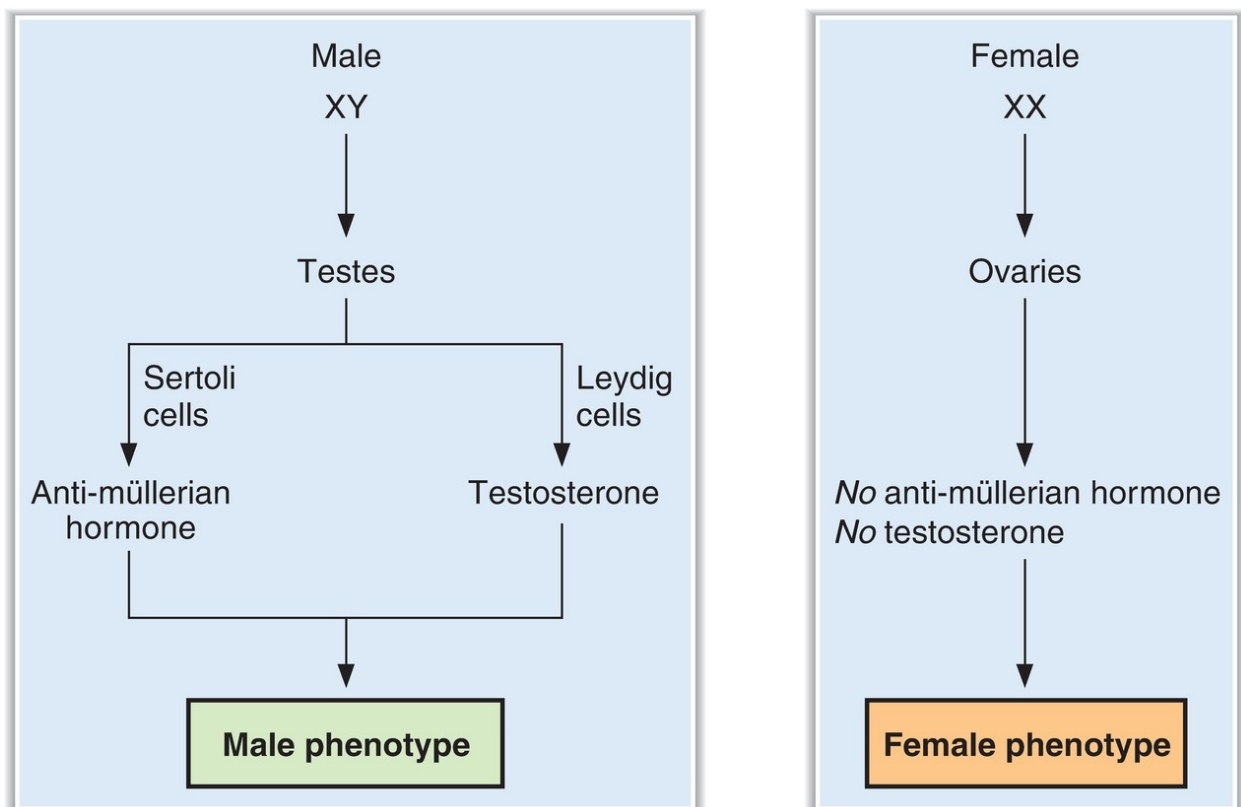 Male
XY
Testes
Sertoli
cells
Leydig
cells
Anti-müllerian
hormone
Testosterone
Male phenotype
Female
XX
Ovaries
No anti-müllerian hormone
No testosterone
Female phenotype